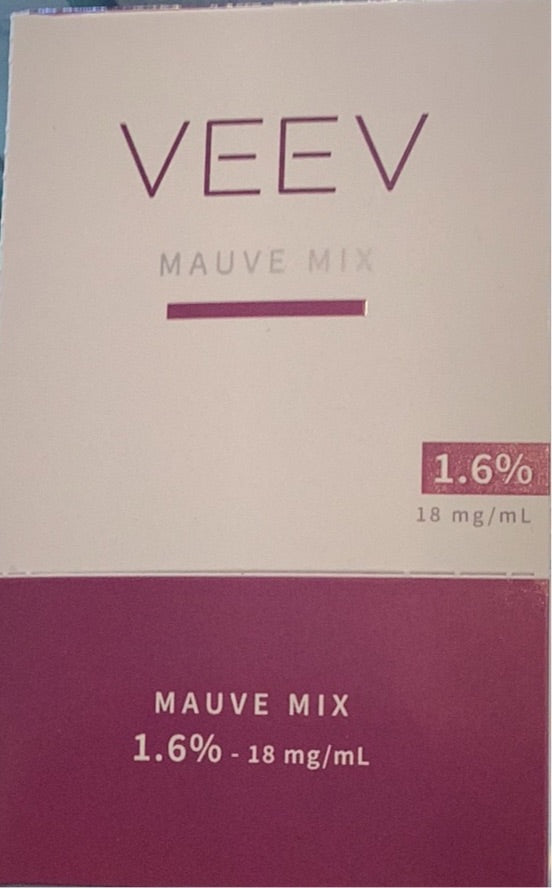 VEEV
MAUVE MIX
1.6%
18 mg/mL
MAUVE MIX
1.6% - 18 mg/mL